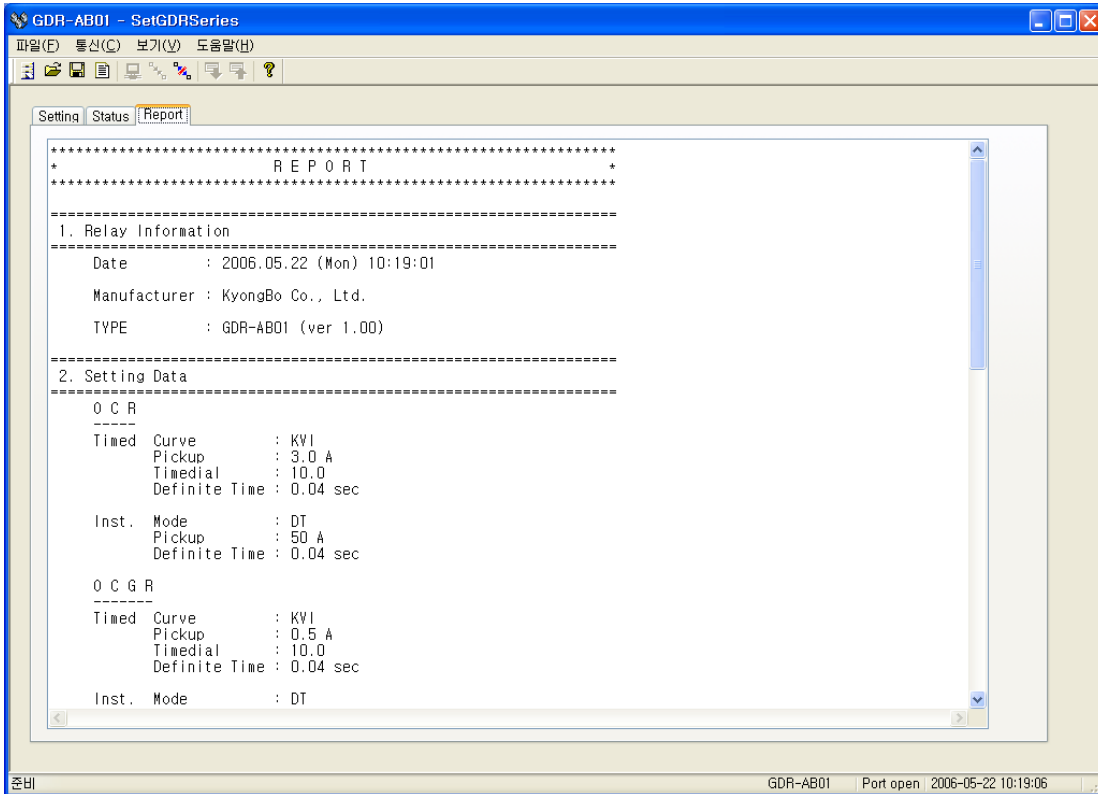 GDR-AB01 - SetGDRSeries
파일(F) 통신(C) 보기(V) 도움말(H)
Setting Status Report
*******************************************************************
* R E P O R T *
*******************************************************************
==================================================================
1. Relay Information
==================================================================
Date : 2006.05.22 (Mon) 10:19:01
Manufacturer : KyongBo Co., Ltd.
TYPE : GDR-AB01 (ver 1.00)
==================================================================
2. Setting Data
==================================================================
O C R
-----
Timed Curve : KVI
Pickup : 3.0 A
Timedial : 10.0
Definite Time : 0.04 sec
Inst. Mode : DT
Pickup : 50 A
Definite Time : 0.04 sec
O C G R
-------
Timed Curve : KVI
Pickup : 0.5 A
Timedial : 10.0
Definite Time : 0.04 sec
Inst. Mode : DT
준비 GDR-AB01 Port open 2006-05-22 10:19:06